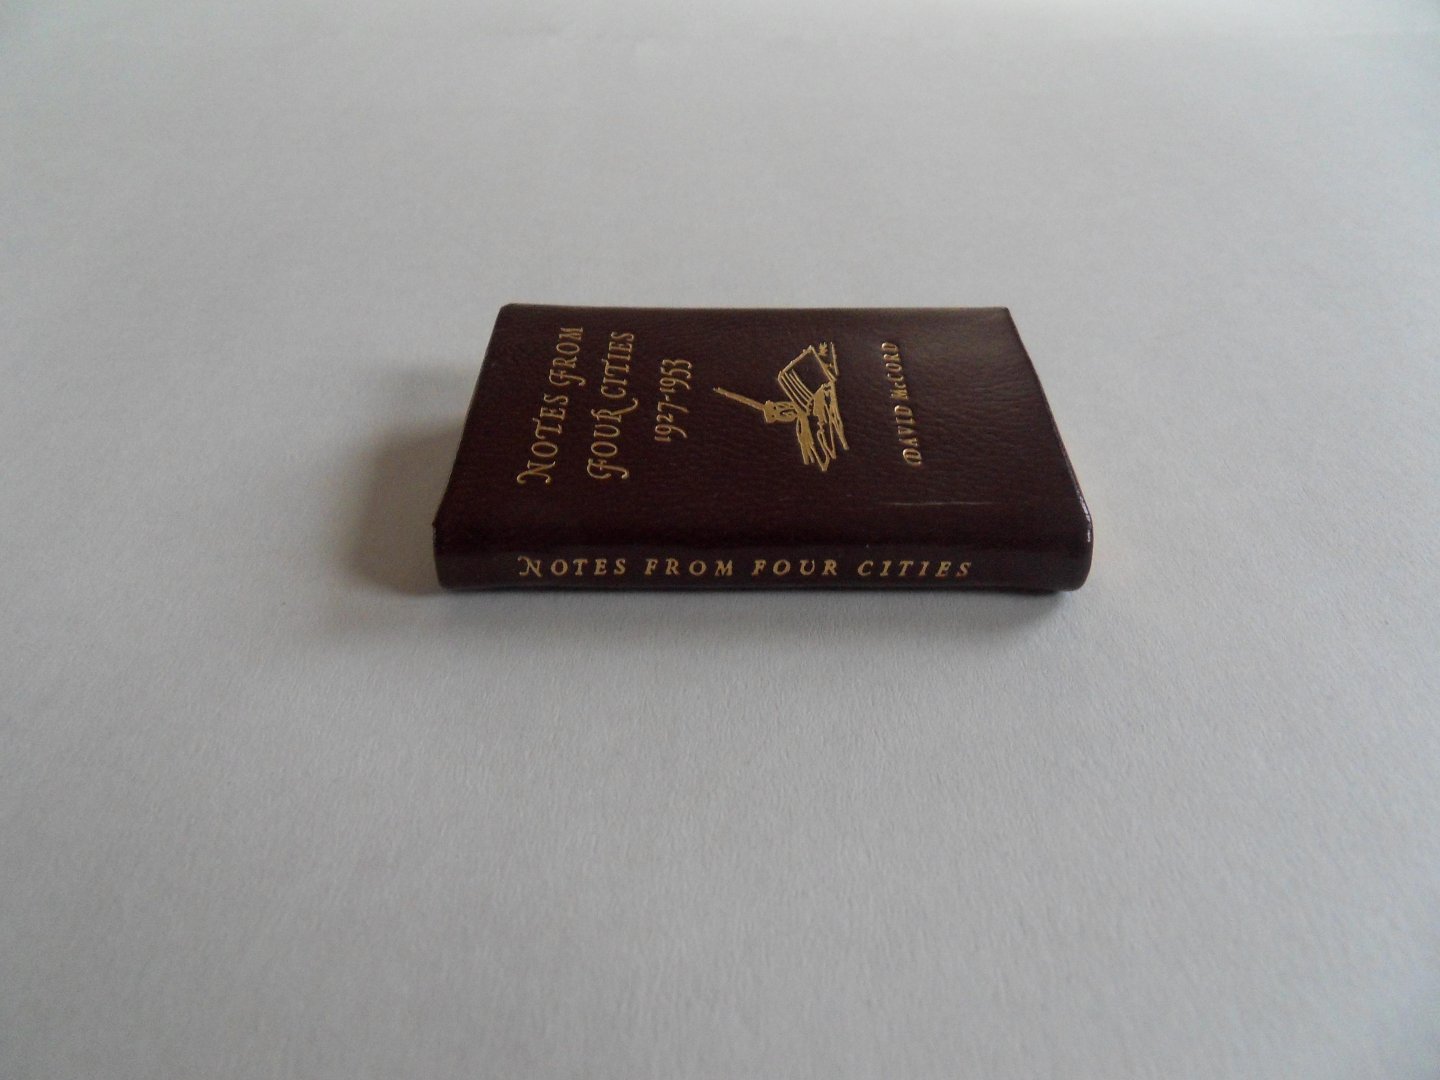 NOTES FROM
FOUR CITIES
1927-1953
DAVID McCORD
NOTES FROM FOUR CITIES